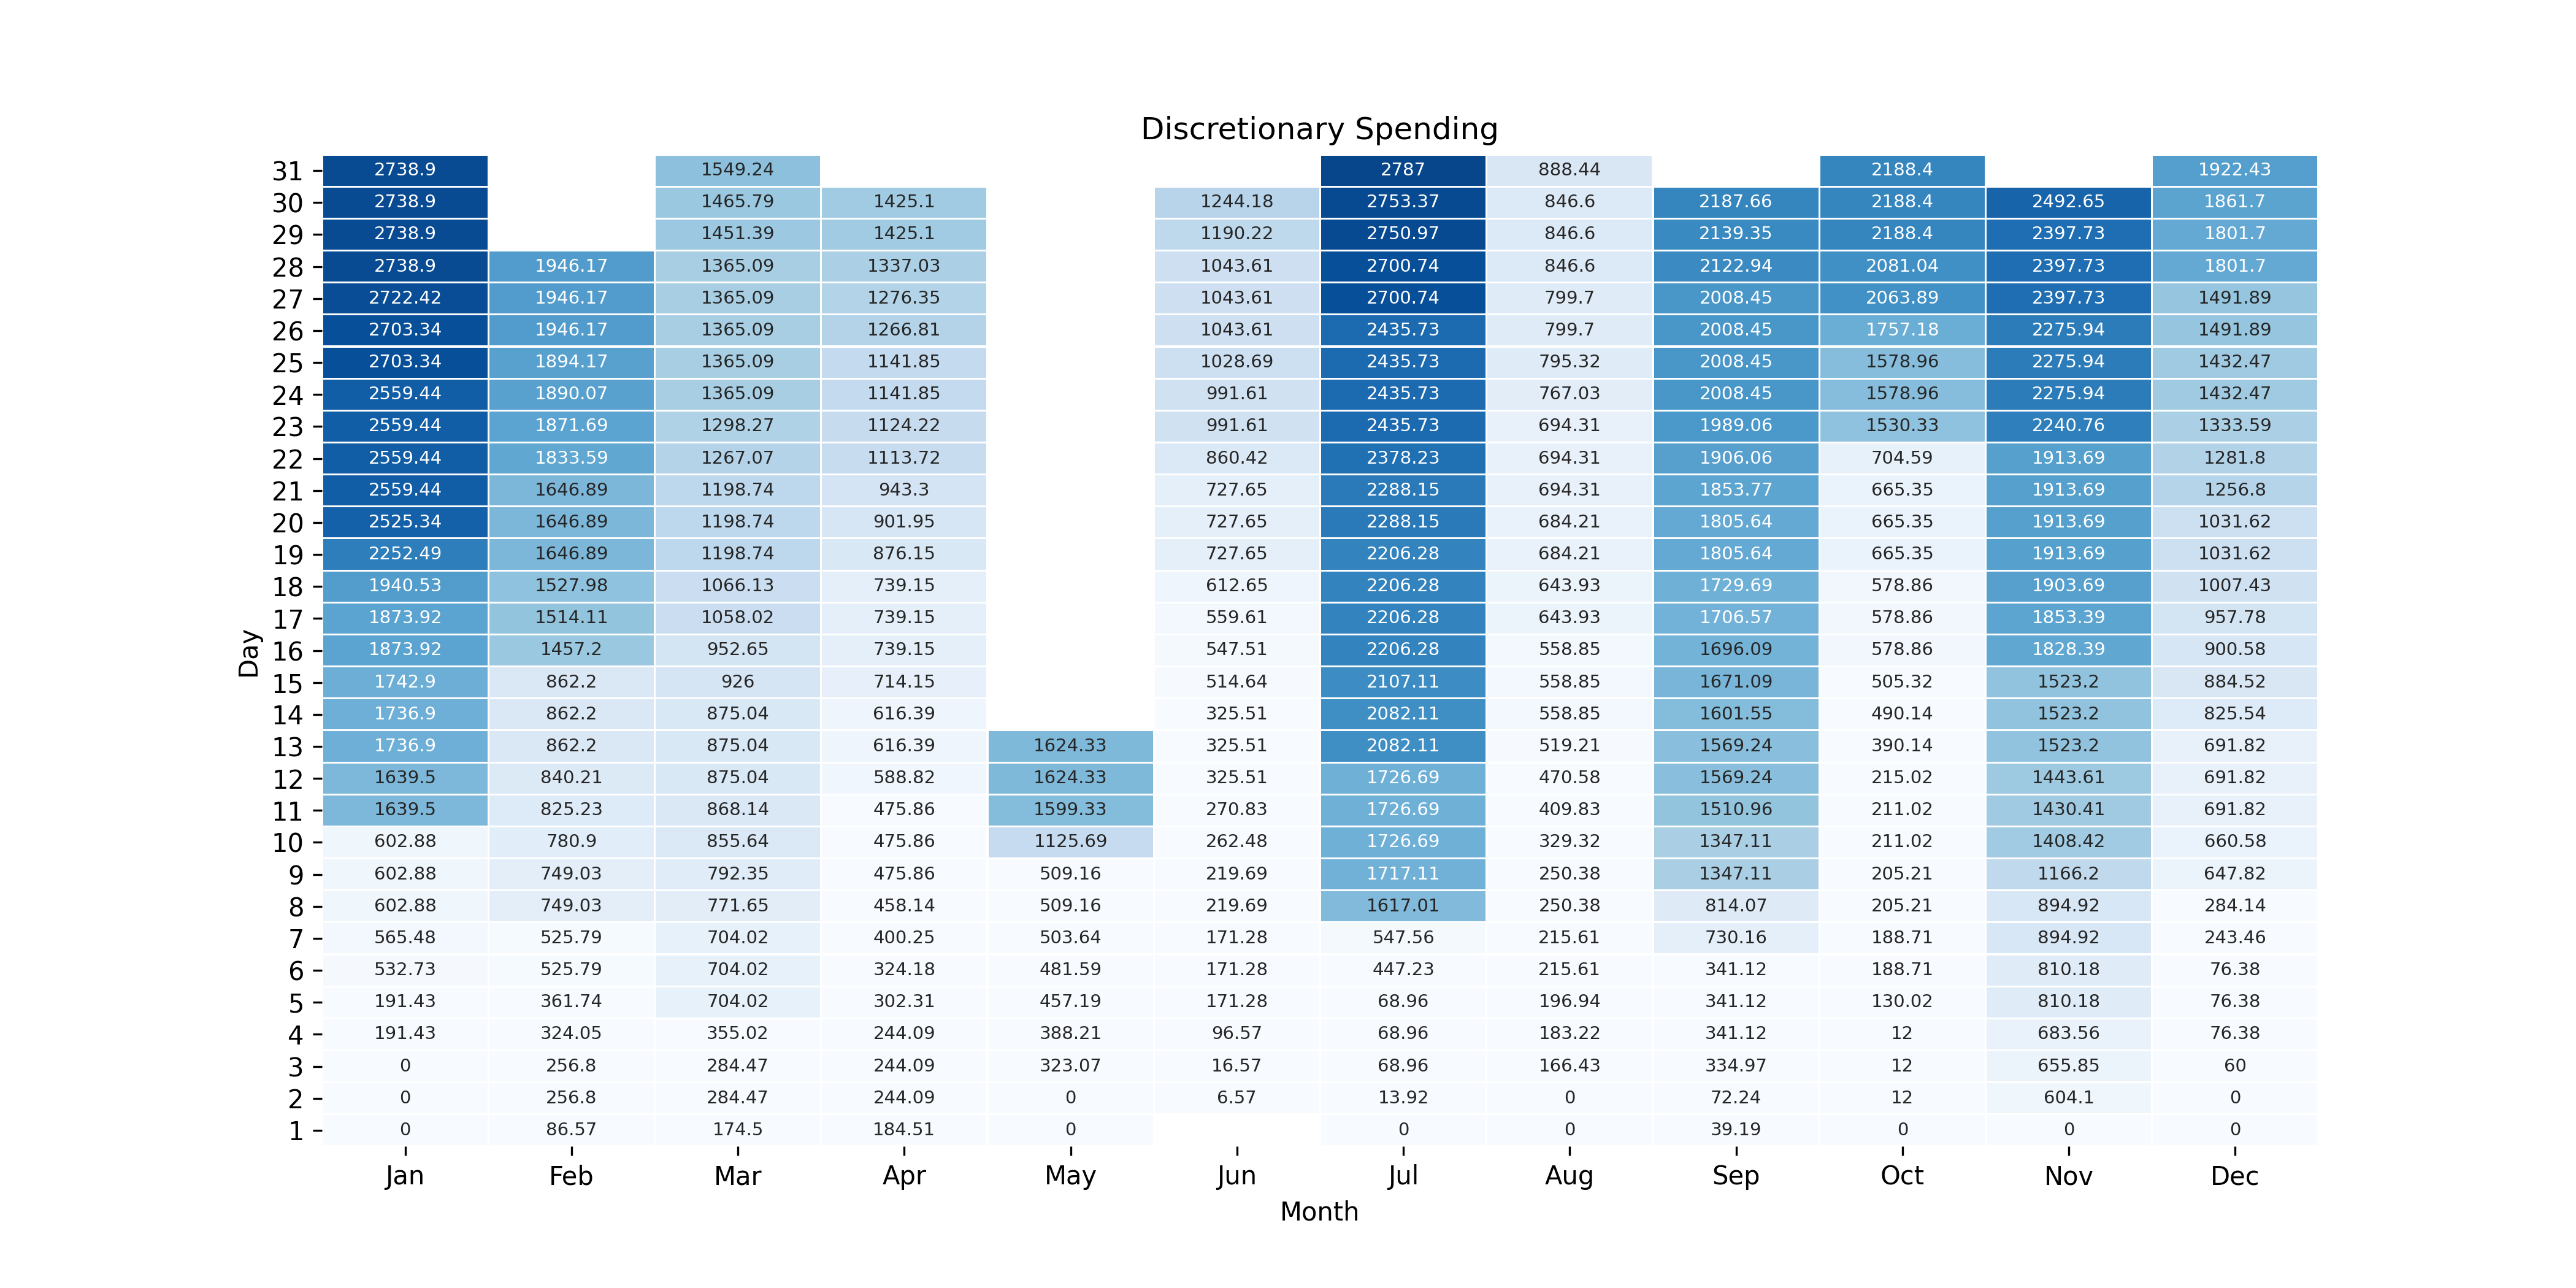 Discretionary Spending
31 2738.9 1549.24 2787 888.44 2188.4 1922.43
30 2738.9 1465.79 1425.1 1244.18 2753.37 846.6 2187.66 2188.4 2492.65 1861.7
29 2738.9 1451.39 1425.1 1190.22 2750.97 846.6 2139.35 2188.4 2397.73 1801.7
28 2738.9 1946.17 1365.09 1337.03 1043.61 2700.74 846.6 2122.94 2081.04 2397.73 1801.7
27 2722.42 1946.17 1365.09 1276.35 1043.61 2700.74 799.7 2008.45 2063.89 2397.73 1491.89
26 2703.34 1946.17 1365.09 1266.81 1043.61 2435.73 799.7 2008.45 1757.18 2275.94 1491.89
25 2703.34 1894.17 1365.09 1141.85 1028.69 2435.73 795.32 2008.45 1578.96 2275.94 1432.47
24 2559.44 1890.07 1365.09 1141.85 991.61 2435.73 767.03 2008.45 1578.96 2275.94 1432.47
23 2559.44 1871.69 1298.27 1124.22 991.61 2435.73 694.31 1989.06 1530.33 2240.76 1333.59
22 2559.44 1833.59 1267.07 1113.72 860.42 2378.23 694.31 1906.06 704.59 1913.69 1281.8
21 2559.44 1646.89 1198.74 943.3 727.65 2288.15 694.31 1853.77 665.35 1913.69 1256.8
20 2525.34 1646.89 1198.74 901.95 727.65 2288.15 684.21 1805.64 665.35 1913.69 1031.62
19 2252.49 1646.89 1198.74 876.15 727.65 2206.28 684.21 1805.64 665.35 1913.69 1031.62
18 1940.53 1527.98 1066.13 739.15 612.65 2206.28 643.93 1729.69 578.86 1903.69 1007.43
17 1873.92 1514.11 1058.02 739.15 559.61 2206.28 643.93 1706.57 578.86 1853.39 957.78
16 1873.92 1457.2 952.65 739.15 547.51 2206.28 558.85 1696.09 578.86 1828.39 900.58
15 1742.9 862.2 926 714.15 514.64 2107.11 558.85 1671.09 505.32 1523.2 884.52
14 1736.9 862.2 875.04 616.39 325.51 2082.11 558.85 1601.55 490.14 1523.2 825.54
13 1736.9 862.2 875.04 616.39 1624.33 325.51 2082.11 519.21 1569.24 390.14 1523.2 691.82
12 1639.5 840.21 875.04 588.82 1624.33 325.51 1726.69 470.58 1569.24 215.02 1443.61 691.82
11 1639.5 825.23 868.14 475.86 1599.33 270.83 1726.69 409.83 1510.96 211.02 1430.41 691.82
10 602.88 780.9 855.64 475.86 1125.69 262.48 1726.69 329.32 1347.11 211.02 1408.42 660.58
9 602.88 749.03 792.35 475.86 509.16 219.69 1717.11 250.38 1347.11 205.21 1166.2 647.82
8 602.88 749.03 771.65 458.14 509.16 219.69 1617.01 250.38 814.07 205.21 894.92 284.14
7 565.48 525.79 704.02 400.25 503.64 171.28 547.56 215.61 730.16 188.71 894.92 243.46
6 532.73 525.79 704.02 324.18 481.59 171.28 447.23 215.61 341.12 188.71 810.18 76.38
5 191.43 361.74 704.02 302.31 457.19 171.28 68.96 196.94 341.12 130.02 810.18 76.38
4 191.43 324.05 355.02 244.09 388.21 96.57 68.96 183.22 341.12 12 683.56 76.38
3 0 256.8 284.47 244.09 323.07 16.57 68.96 166.43 334.97 12 655.85 60
2 0 256.8 284.47 244.09 0 6.57 13.92 0 72.24 12 604.1 0
1 0 86.57 174.5 184.51 0 0 0 39.19 0 0 0
Jan Feb Mar Apr May Jun Jul Aug Sep Oct Nov Dec
Month
Day